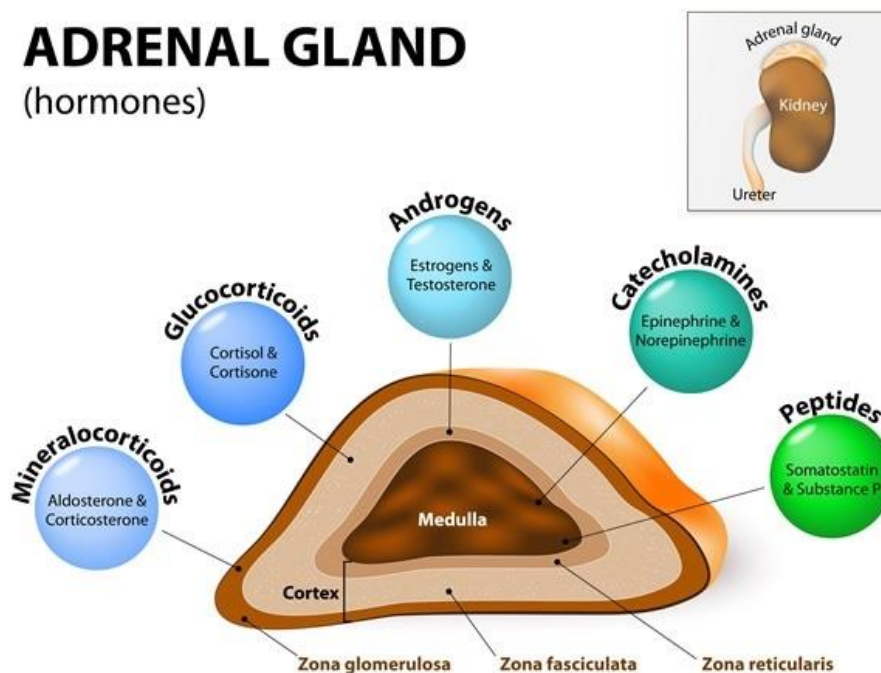 ADRENAL GLAND
(hormones)
Adrenal gland
Kidney
Ureter
Androgens
Estrogens &
Testosterone
Glucocorticoids
Cortisol &
Cortisone
Catecholamines
Epinephrine &
Norepinephrine
Mineralocorticoids
Aldosterone &
Corticosterone
Peptides
Somatostatin
& Substance P
Medulla
Cortex
Zona glomerulosa
Zona fasciculata
Zona reticularis